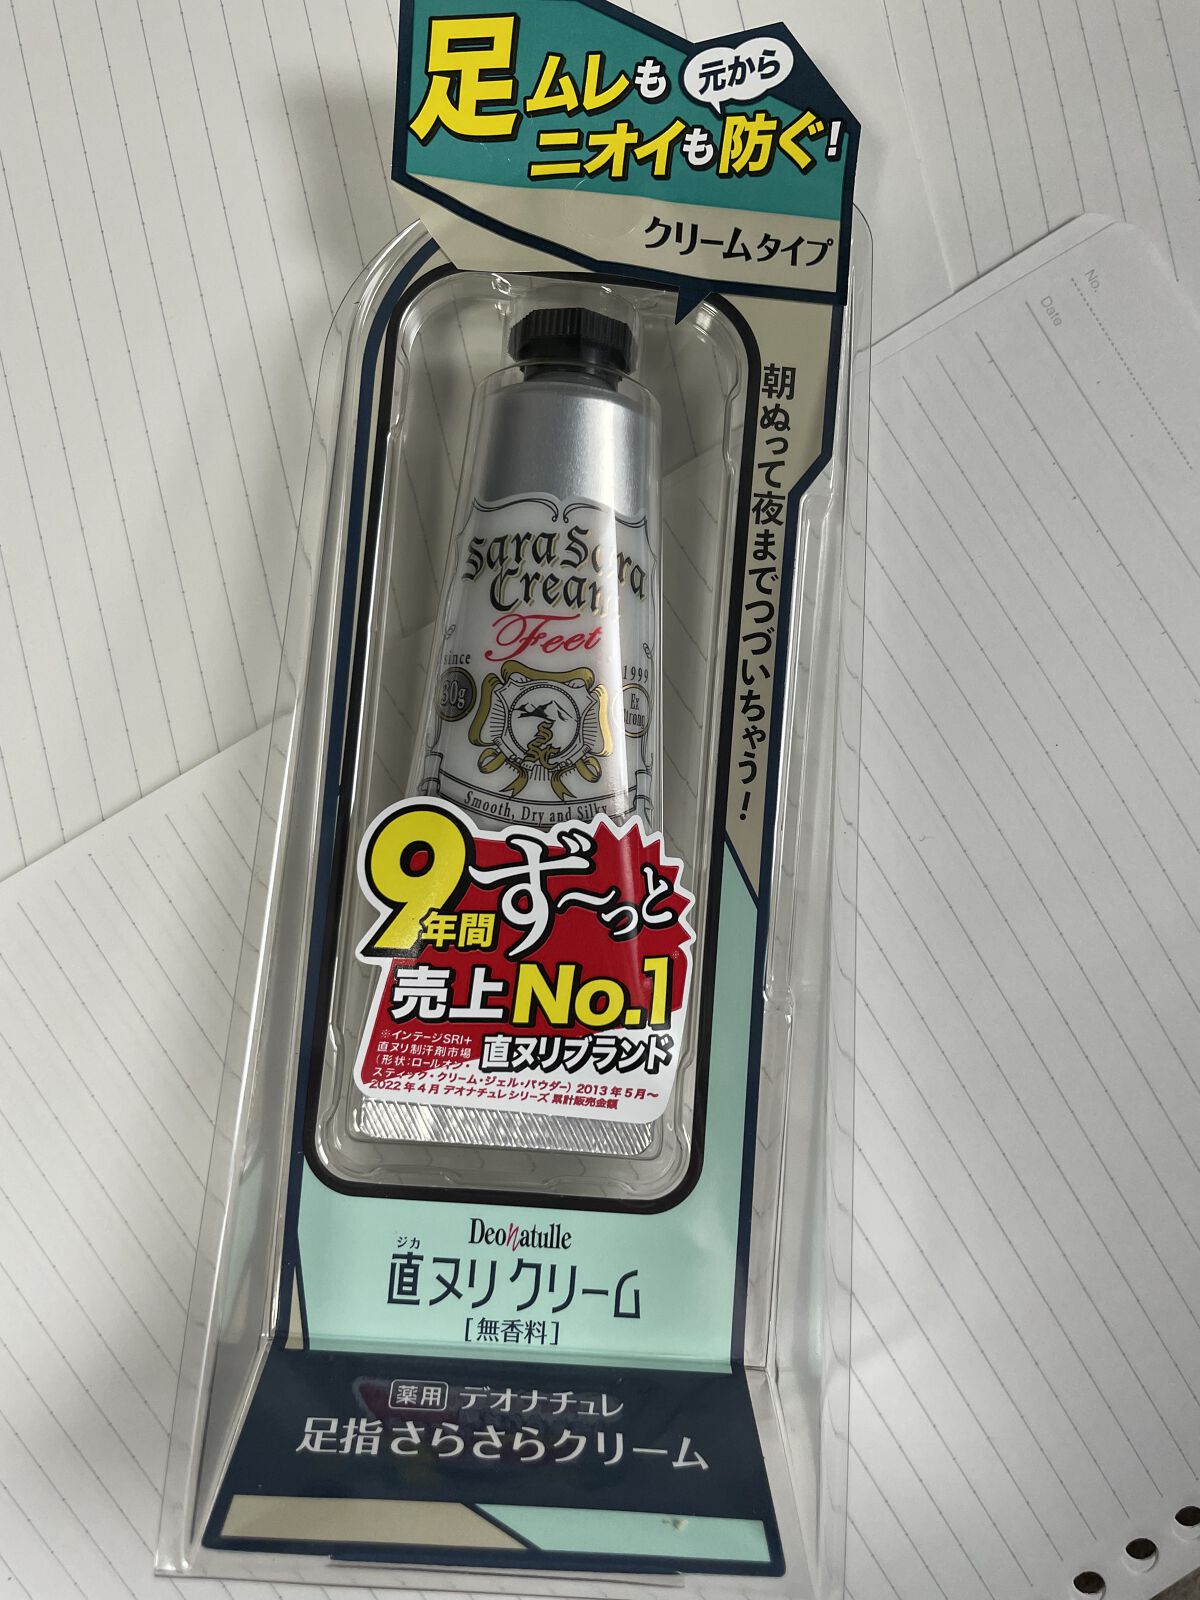 足ムレも 元から
ニオイも防ぐ!
クリームタイプ
朝ぬって夜までつづいちゃう!
No.
Date
Sara Sara
Cream
Feet
since 1999
30g
Ex
Strong
Smooth, Dry and Silky
9年間ず〜っと
売上No.1
直ヌリブランド
※インテージSRI+
直ヌリ制汗剤市場
(形状:ロールオン・
スティック・クリーム・ジェル・パウダー) 2013年5月〜
2022年4月 デオナチュレシリーズ 累計販売金額
Deonatulle
ジカ
直ヌリクリーム
[無香料]
薬用 デオナチュレ
足指さらさらクリーム